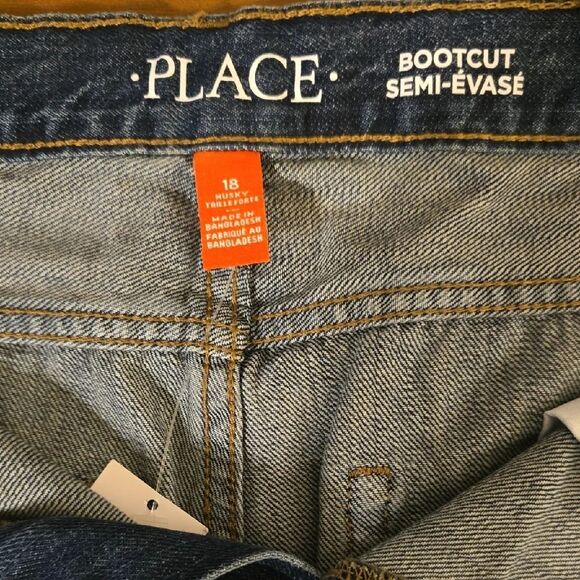 ·PLACE·
BOOTCUT
SEMI-ÉVASÉ
18
HUSKY
TAILLE FORTE
MADE IN
BANGLADESH
FABRIQUÉ AU
BANGLADESH